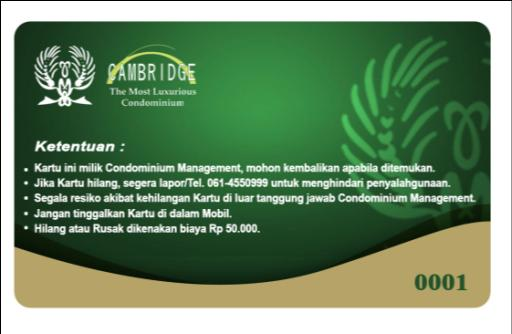 CAMBRIDGE
The Most Luxurious
Condominium
Ketentuan :
• Kartu ini milik Condominium Management, mohon kembalikan apabila ditemukan.
• Jika Kartu hilang, segera lapor/Tel. 061-4550999 untuk menghindari penyalahgunaan.
• Segala resiko akibat kehilangan Kartu di luar tanggung jawab Condominium Management.
• Jangan tinggalkan Kartu di dalam Mobil.
• Hilang atau Rusak dikenakan biaya Rp 50.000.
0001